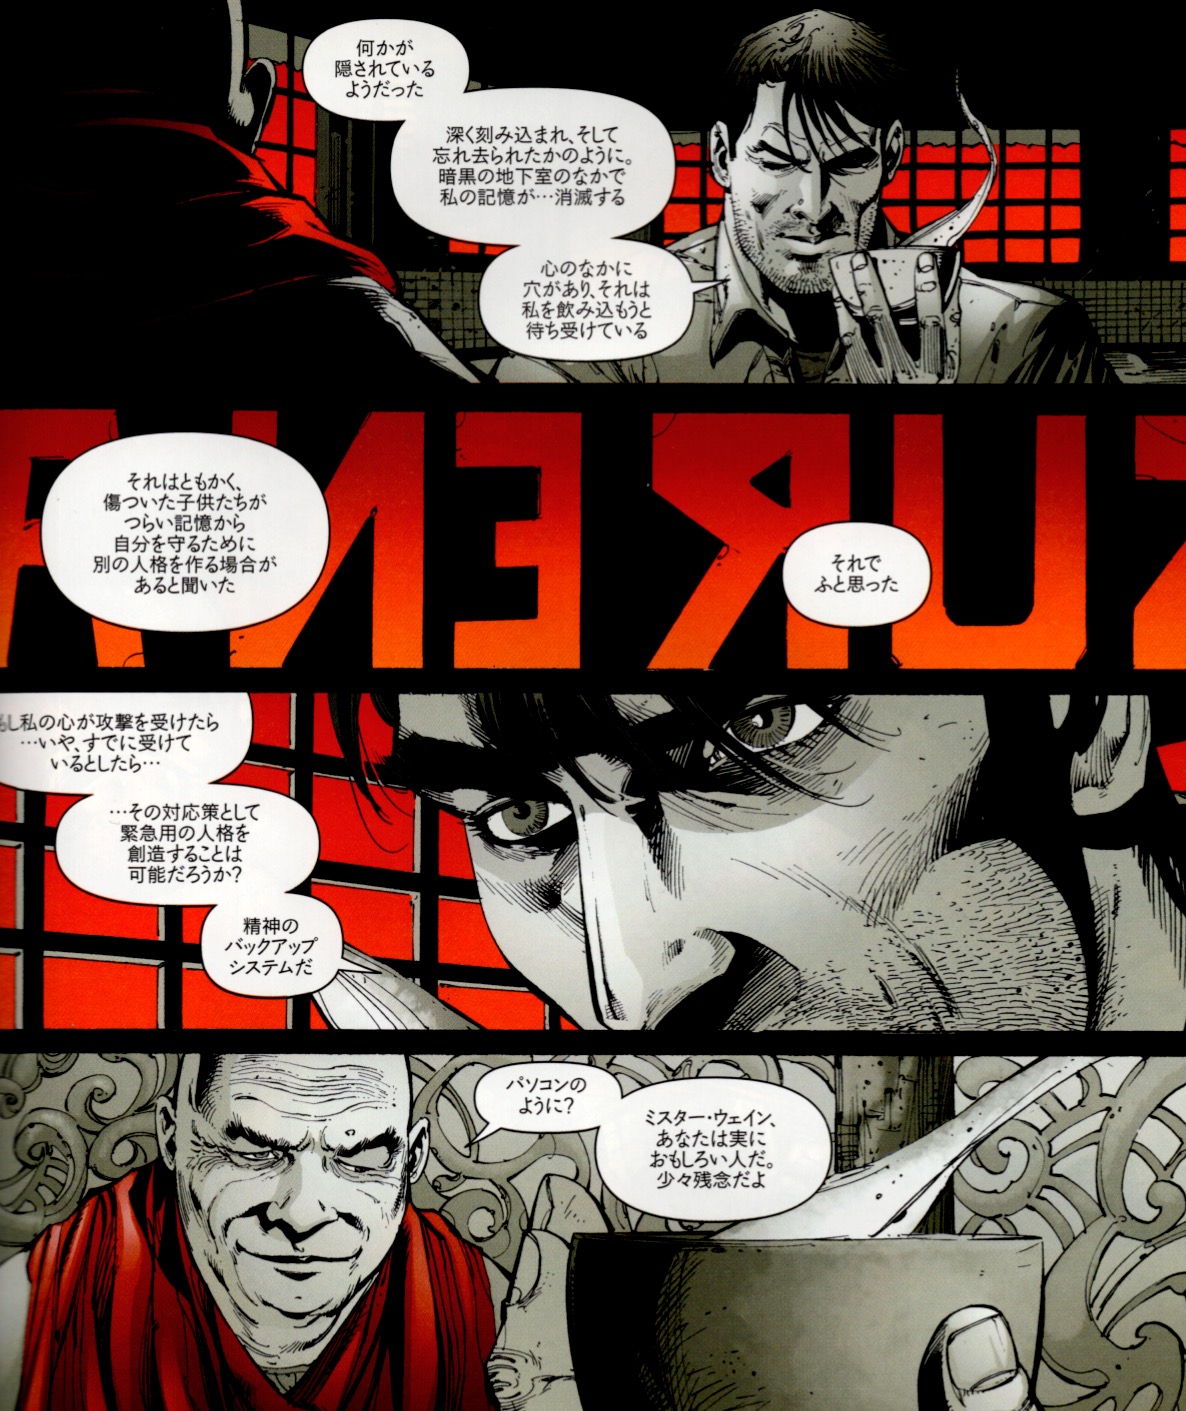 何かが
隠されている
ようだった
深く刻み込まれ、そして
忘れ去られたかのように。
暗黒の地下室のなかで
私の記憶が…消滅する
心のなかに
穴があり、それは
私を飲み込もうと
待ち受けている
それはともかく、
傷ついた子供たちが
つらい記憶から
自分を守るために
別の人格を作る場合が
あると聞いた
それで
ふと思った
もし私の心が攻撃を受けたら
…いや、すでに受けて
いるとしたら…
…その対応策として
緊急用の人格を
創造することは
可能だろうか?
精神の
バックアップ
システムだ
パソコンの
ように?
ミスター・ウェイン、
あなたは実に
おもしろい人だ。
少々残念だよ